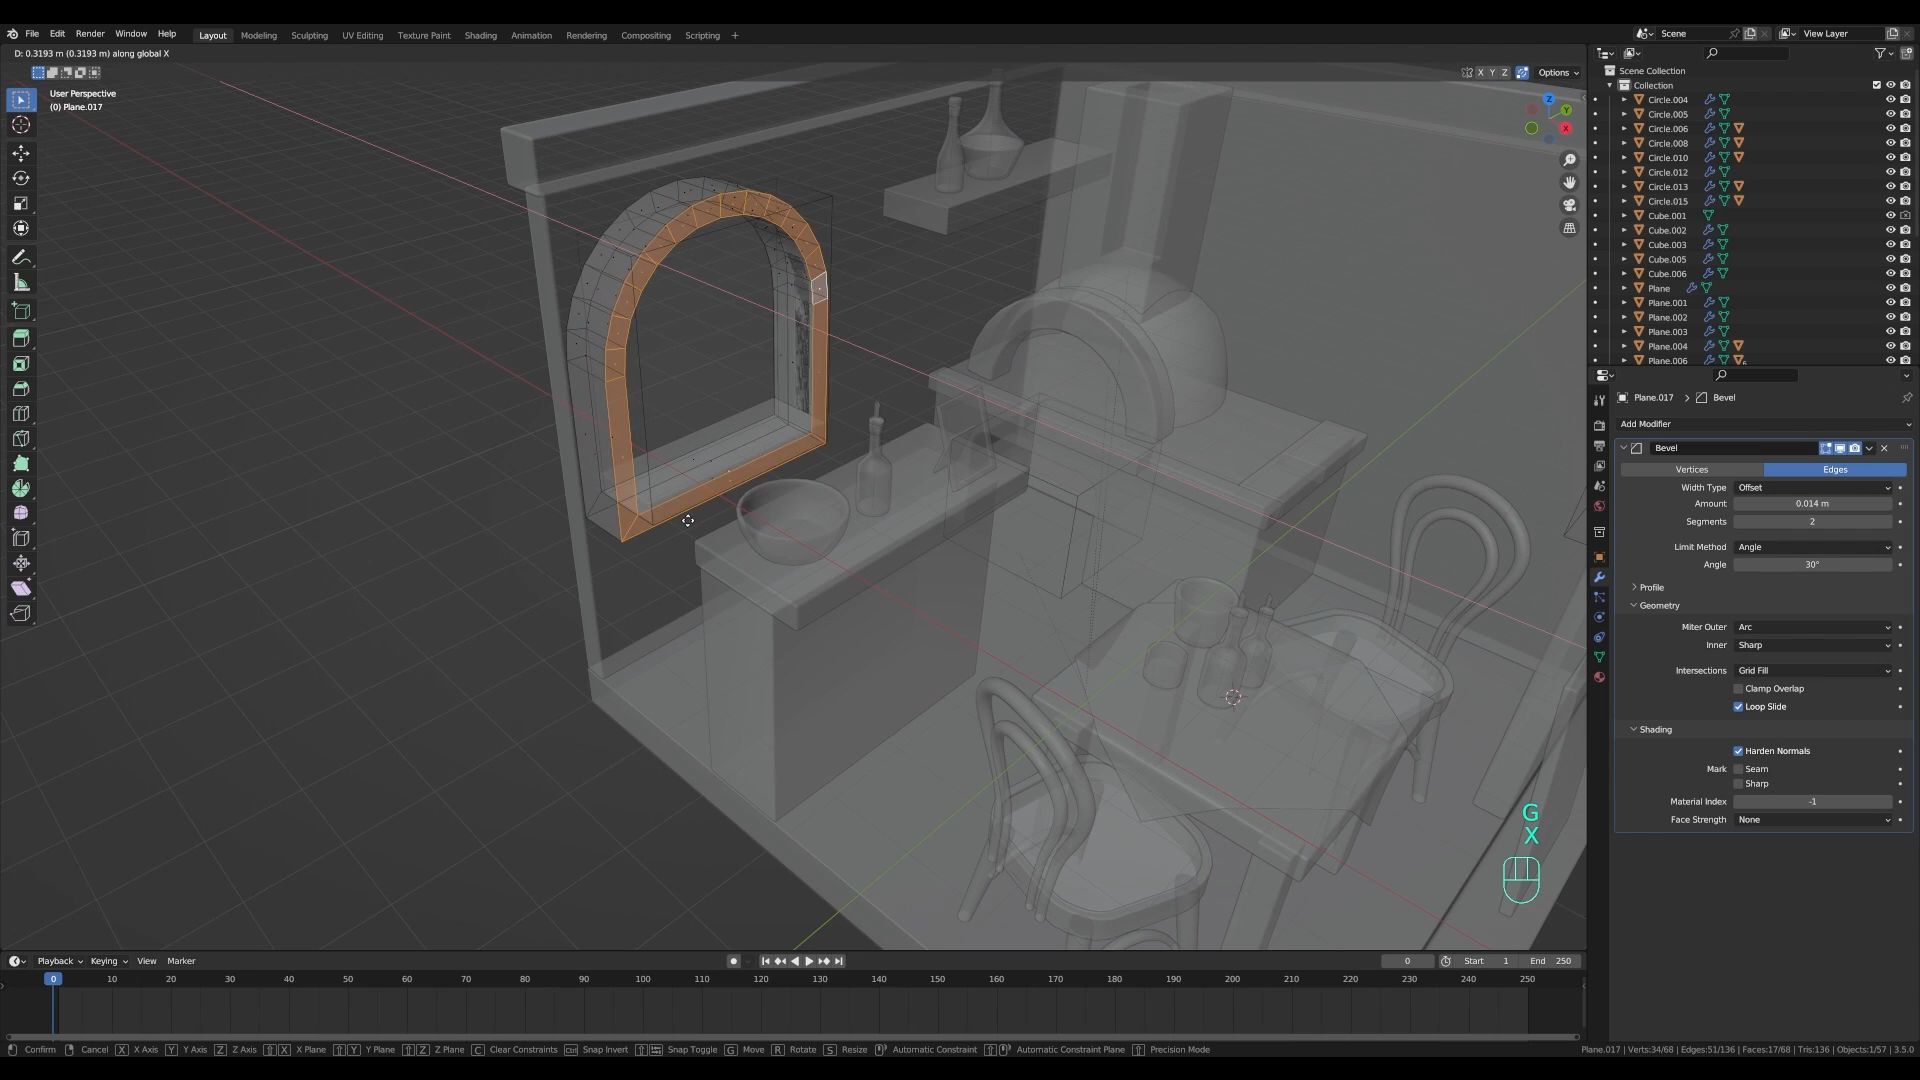 File Edit Render Window Help Layout Modeling Sculpting UV Editing Texture Paint Shading Animation Rendering Compositing Scripting + Scene View Layer
D: 0.3193 m (0.3193 m) along global X
X Y Z Options
User Perspective
(0) Plane.017
Z
Y
X
Scene Collection
Collection
Circle.004
Circle.005
Circle.006
Circle.008
Circle.010
Circle.012
Circle.013
Circle.015
Cube.001
Cube.002
Cube.003
Cube.005
Cube.006
Plane
Plane.001
Plane.002
Plane.003
Plane.004
Plane.006
Plane.017 > Bevel
Add Modifier
Bevel
Vertices Edges
Width Type Offset
Amount 0.014 m
Segments 2
Limit Method Angle
Angle 30°
Profile
Geometry
Miter Outer Arc
Inner Sharp
Intersections Grid Fill
Clamp Overlap
Loop Slide
Shading
Harden Normals
Mark Seam
Sharp
Material Index -1
Face Strength None
G
X
Playback Keying View Marker 0 Start 1 End 250
0 10 20 30 40 50 60 70 80 90 100 110 120 130 140 150 160 170 180 190 200 210 220 230 240 250
Confirm Cancel X X Axis Y Y Axis Z Z Axis X X Plane Y Y Plane Z Z Plane C Clear Constraints Ctrl Snap Invert Snap Toggle G Move R Rotate S Resize Automatic Constraint Automatic Constraint Plane Precision Mode Plane.017 | Verts:34/68 | Edges:51/136 | Faces:17/68 | Tris:136 | Objects:1/57 | 3.5.0